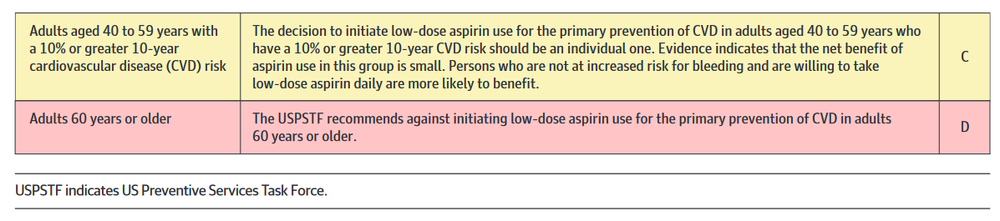 Adults aged 40 to 59 years with
a 10% or greater 10-year
cardiovascular disease (CVD) risk
The decision to initiate low-dose aspirin use for the primary prevention of CVD in adults aged 40 to 59 years who
have a 10% or greater 10-year CVD risk should be an individual one. Evidence indicates that the net benefit of
aspirin use in this group is small. Persons who are not at increased risk for bleeding and are willing to take
low-dose aspirin daily are more likely to benefit.
C
Adults 60 years or older
The USPSTF recommends against initiating low-dose aspirin use for the primary prevention of CVD in adults
60 years or older.
D
USPSTF indicates US Preventive Services Task Force.